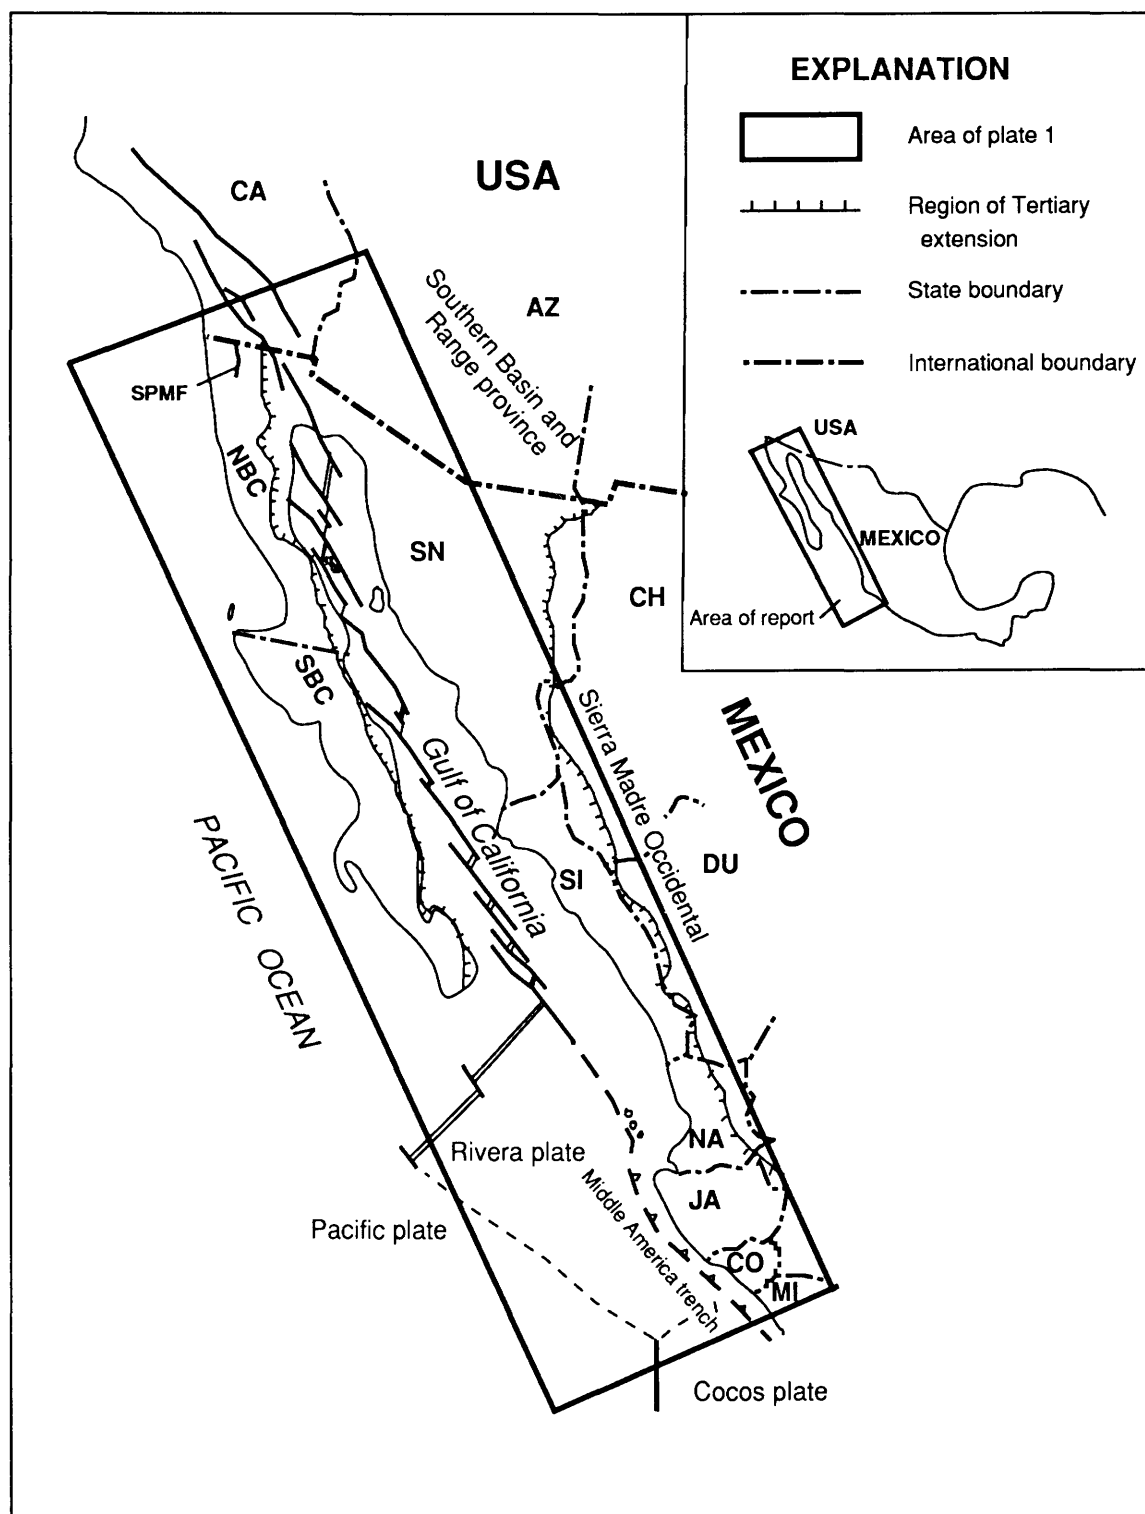 EXPLANATION
Area of plate 1
Region of Tertiary
extension
State boundary
International boundary
USA
MEXICO
Area of report
CA
USA
AZ
Southern Basin and
Range province
SPMF
NBC
SN
CH
SBC
Sierra Madre Occidental
MEXICO
Gulf of California
PACIFIC OCEAN
SI
DU
NA
Rivera plate
JA
Middle America trench
Pacific plate
CO
MI
Cocos plate